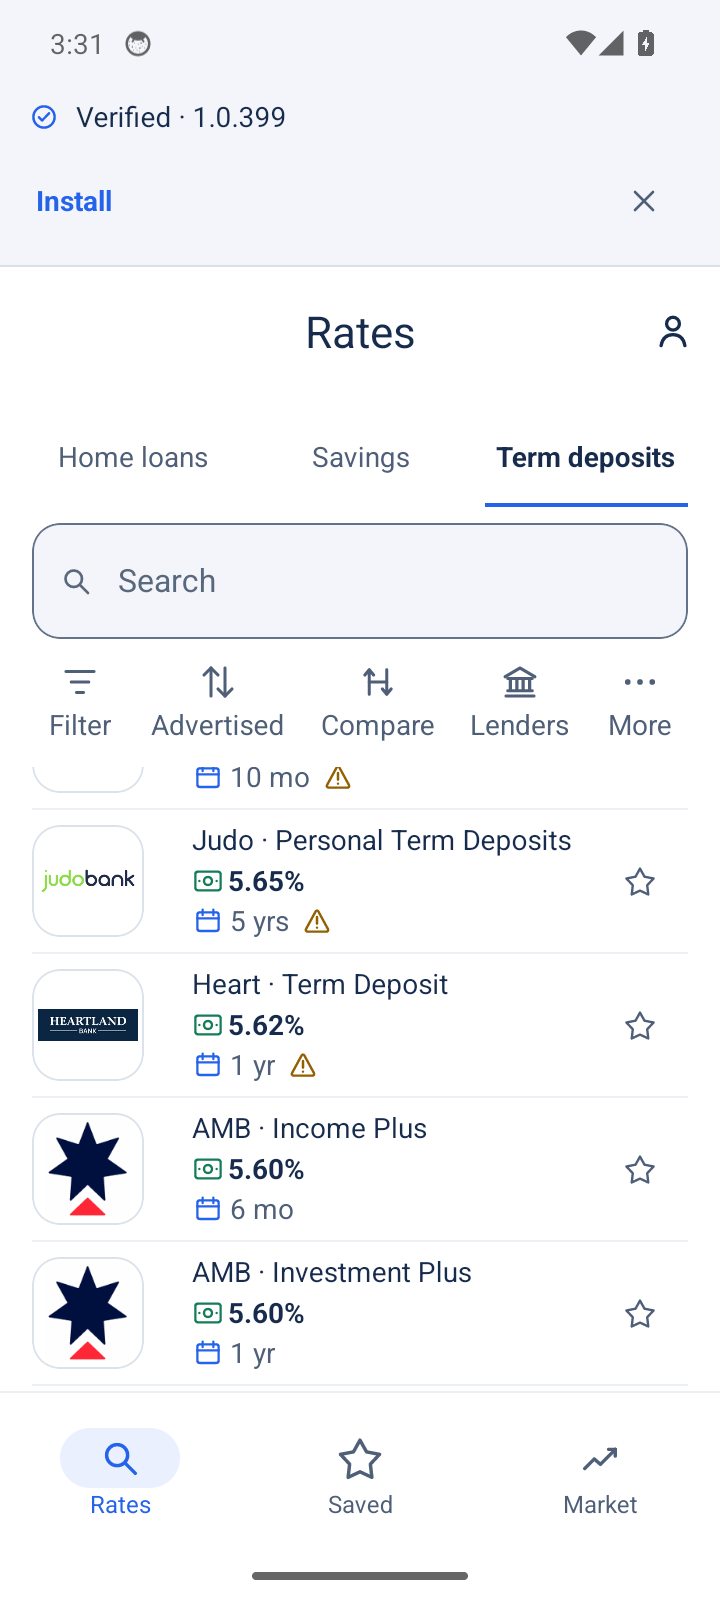 3:31
Verified · 1.0.399
Install
Rates
Home loans
Savings
Term deposits
Search
Filter
Advertised
Compare
Lenders
More
10 mo
judobank
Judo · Personal Term Deposits
5.65%
5 yrs
HEARTLAND
BANK
Heart · Term Deposit
5.62%
1 yr
AMB · Income Plus
5.60%
6 mo
AMB · Investment Plus
5.60%
1 yr
Rates
Saved
Market